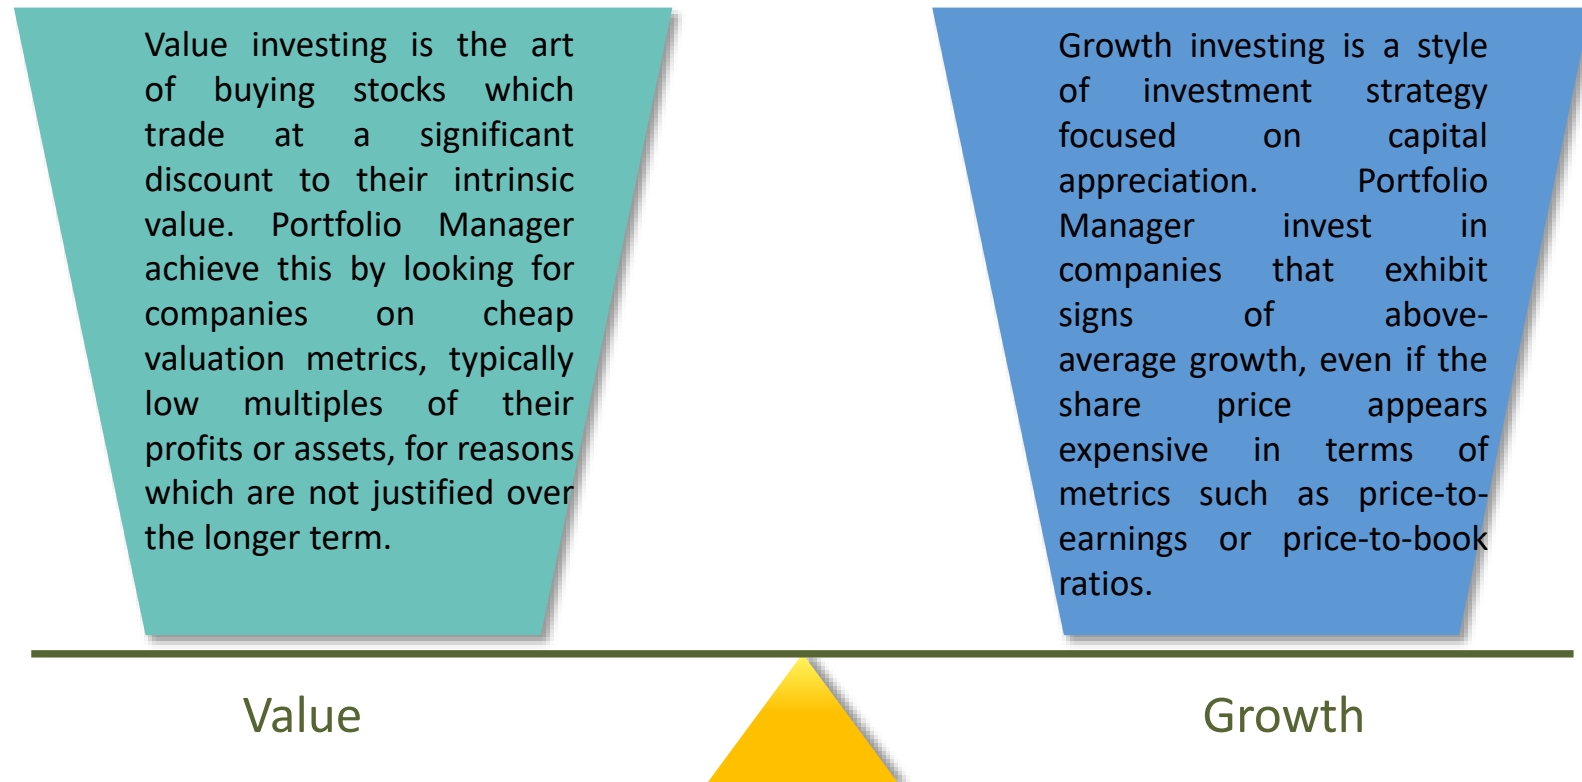 Value investing is the art
of buying stocks which
trade at a significant
discount to their intrinsic
value. Portfolio Manager
achieve this by looking for
companies on cheap
valuation metrics, typically
low multiples of their
profits or assets, for reasons
which are not justified over
the longer term.
Growth investing is a style
of investment strategy
focused on capital
appreciation. Portfolio
Manager invest in
companies that exhibit
signs of above-
average growth, even if the
share price appears
expensive in terms of
metrics such as price-to-
earnings or price-to-book
ratios.
Value
Growth